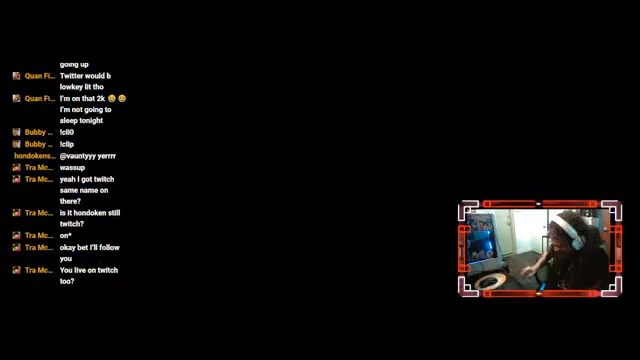 going up
Quan Fi... Twitter would b
lowkey lit tho
Quan Fi... I'm on that 2k 😂 😂
I'm not going to
sleep tonight
Bubby ... !cli0
Bubby ... !clip
hondokens... @vauntyyy yerrrr
Tra Mc... wassup
Tra Mc... yeah I got twitch
same name on
there?
Tra Mc... is it hondoken still
twitch?
Tra Mc... on*
Tra Mc... okay bet I'll follow
you
Tra Mc... You live on twitch
too?